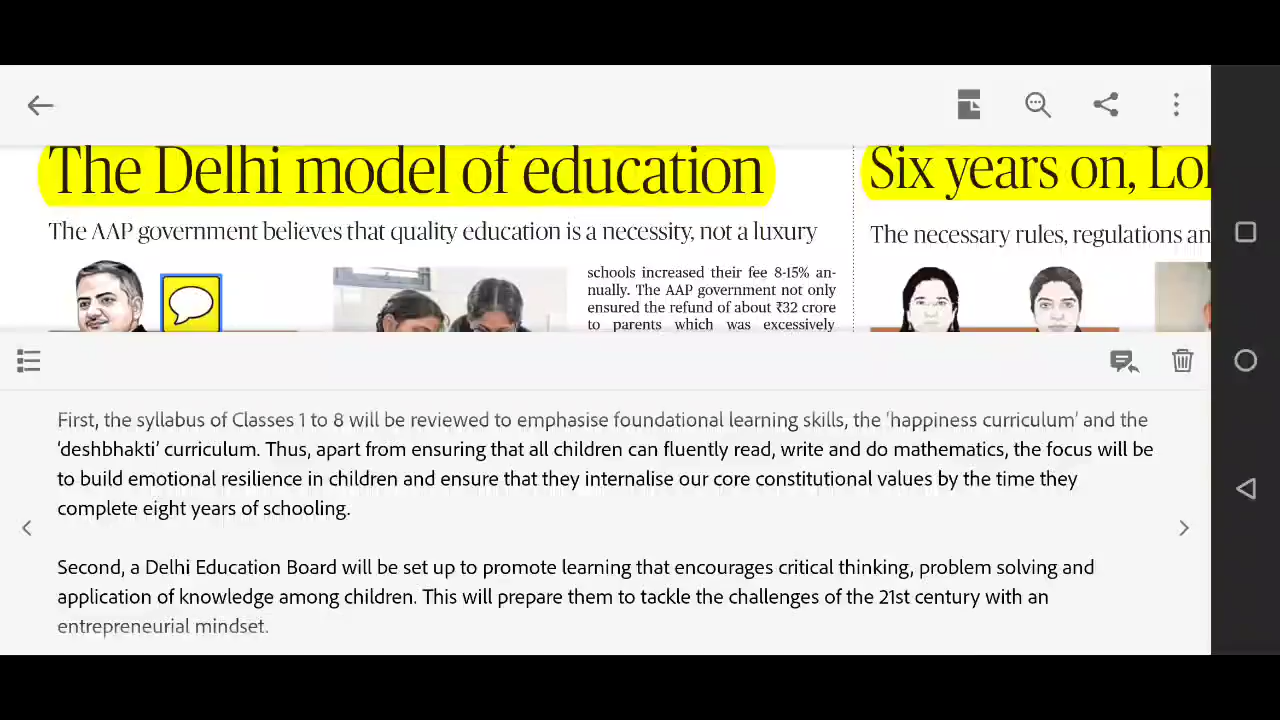 The Delhi model of education
The AAP government believes that quality education is a necessity, not a luxury
schools increased their fee 8-15% an-
nually. The AAP government not only
ensured the refund of about ₹32 crore
to parents which was excessively
Six years on, Lo
The necessary rules, regulations an
First, the syllabus of Classes 1 to 8 will be reviewed to emphasise foundational learning skills, the ‘happiness curriculum’ and the
‘deshbhakti’ curriculum. Thus, apart from ensuring that all children can fluently read, write and do mathematics, the focus will be
to build emotional resilience in children and ensure that they internalise our core constitutional values by the time they
complete eight years of schooling.
Second, a Delhi Education Board will be set up to promote learning that encourages critical thinking, problem solving and
application of knowledge among children. This will prepare them to tackle the challenges of the 21st century with an
entrepreneurial mindset.